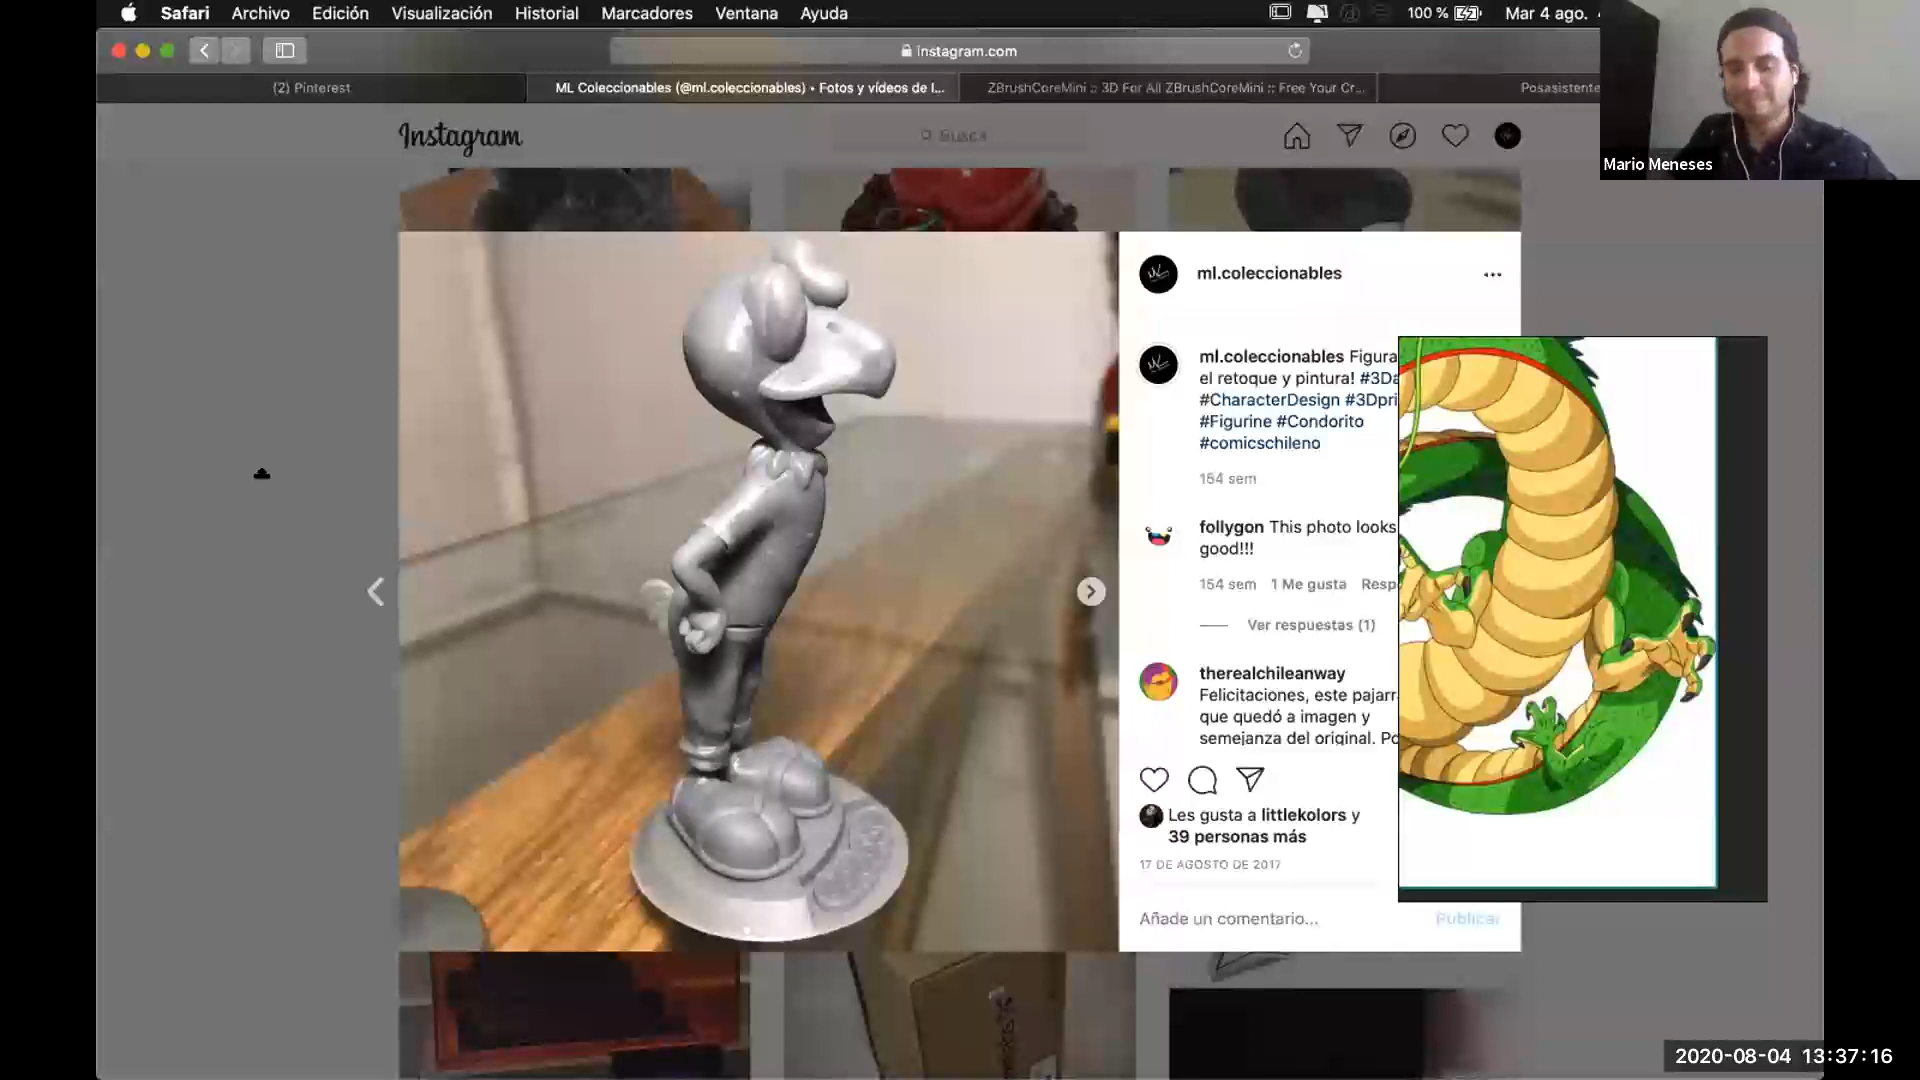 Safari Archivo Edición Visualización Historial Marcadores Ventana Ayuda 100 % Mar 4 ago.
instagram.com
(2) Pinterest
ML Coleccionables (@ml.coleccionables) • Fotos y vídeos de I...
ZBrushCoreMini :: 3D For All ZBrushCoreMini :: Free Your Cr...
Posasistente
Mario Meneses
Instagram
Busca
ml.coleccionables
ml.coleccionables Figura
el retoque y pintura! #3Da
#CharacterDesign #3Dpri
#Figurine #Condorito
#comicschileno
154 sem
follygon This photo looks
good!!!
154 sem 1 Me gusta Resp
Ver respuestas (1)
therealchileanway
Felicitaciones, este pajarr
que quedó a imagen y
semejanza del original. Po
Les gusta a littlekolors y
39 personas más
17 DE AGOSTO DE 2017
Añade un comentario...
Publicar
2020-08-04 13:37:16